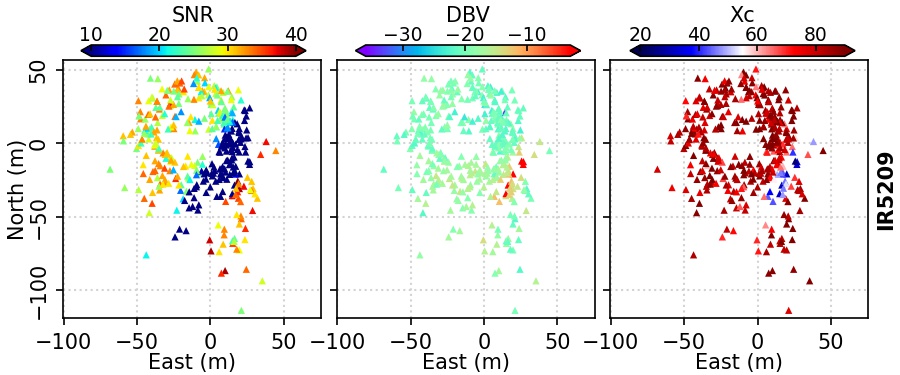 SNR DBV Xc
10 20 30 40 −30 −20 −10 20 40 60 80
50
0
−50
−100
North (m)
−100 −50 0 50 −100 −50 0 50 −100 −50 0 50
East (m) East (m) East (m)
IR5209